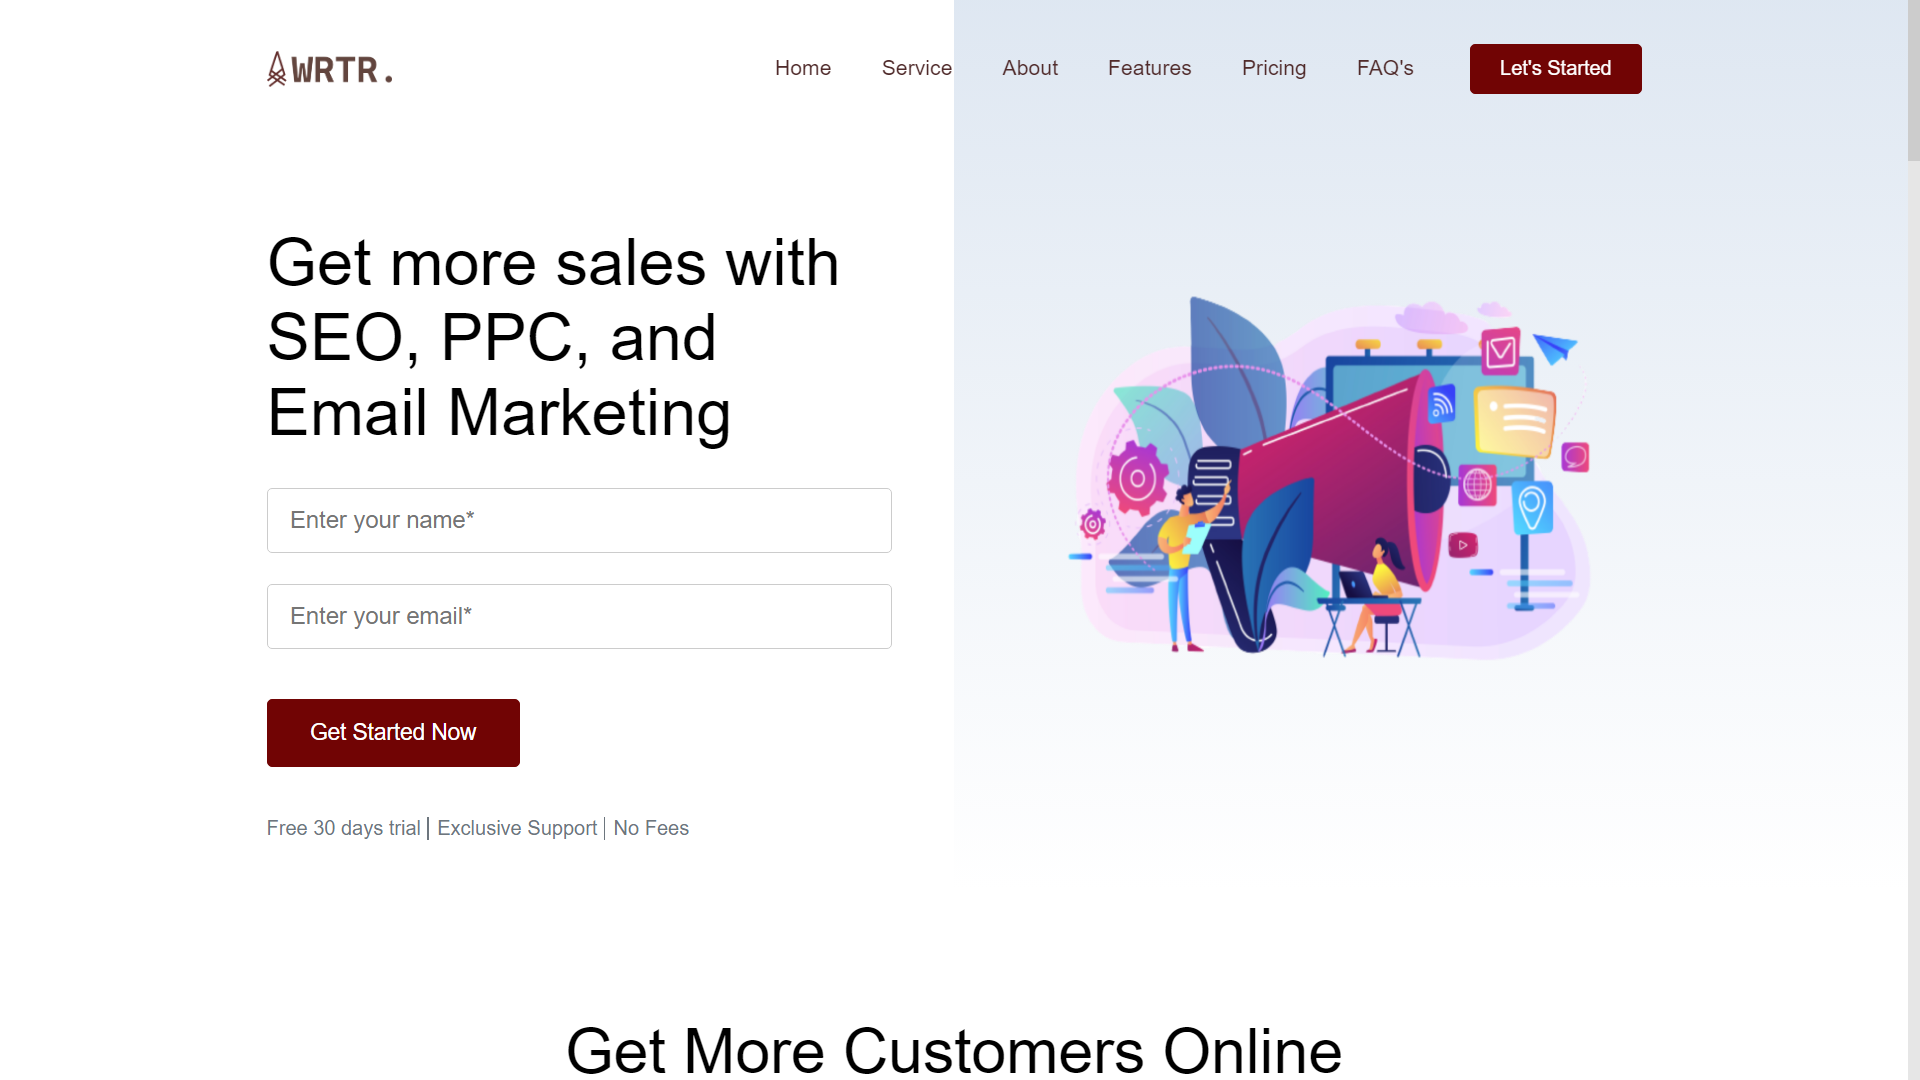 WRTR.
Home Service About Features Pricing FAQ's Let's Started
Get more sales with
SEO, PPC, and
Email Marketing
Enter your name*
Enter your email*
Get Started Now
Free 30 days trial | Exclusive Support | No Fees
Get More Customers Online